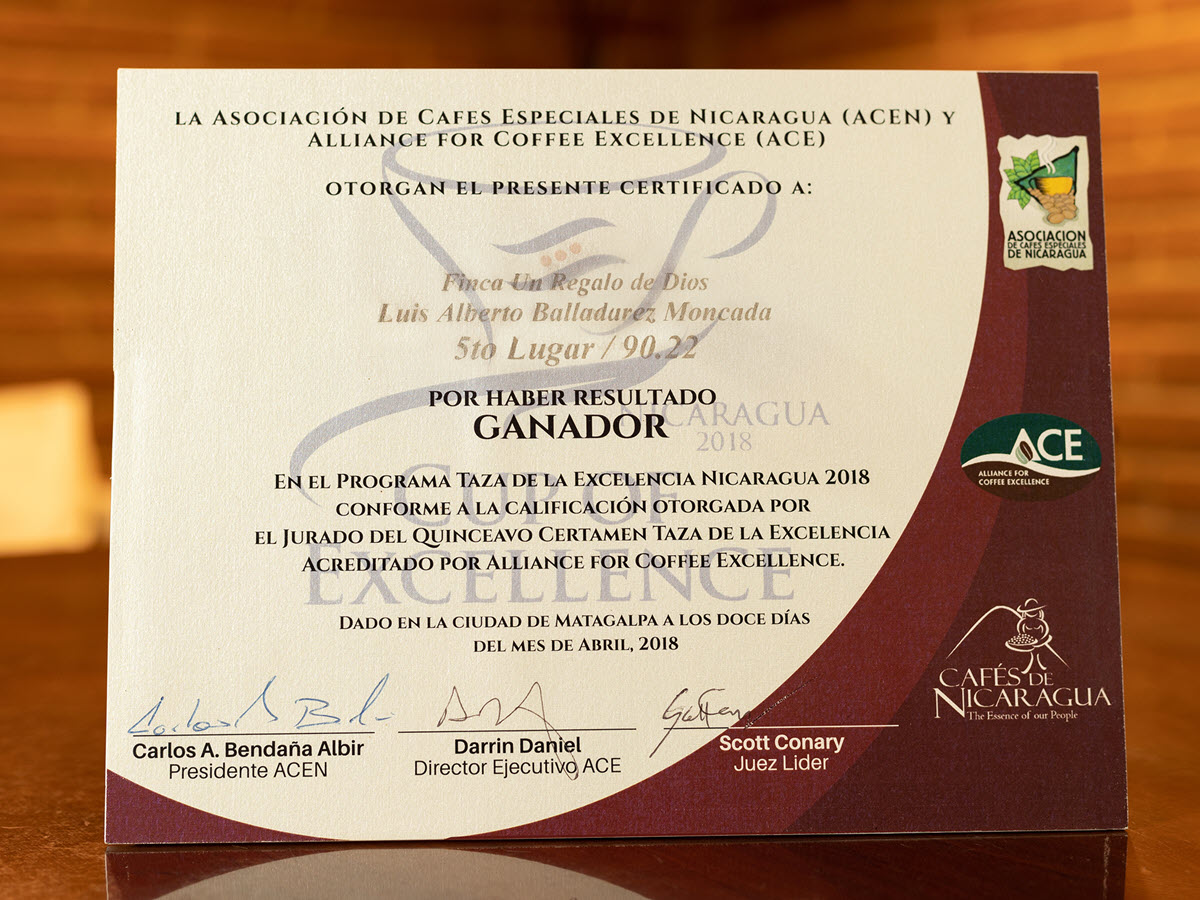 LA ASOCIACIÓN DE CAFES ESPECIALES DE NICARAGUA (ACEN) Y
ALLIANCE FOR COFFEE EXCELLENCE (ACE)
OTORGAN EL PRESENTE CERTIFICADO A:
Finca Un Regalo de Dios
Luis Alberto Balladarez Moncada
5to Lugar / 90.22
POR HABER RESULTADO
GANADOR
NICARAGUA
2018
CUP OF
EXCELLENCE
EN EL PROGRAMA TAZA DE LA EXCELENCIA NICARAGUA 2018
CONFORME A LA CALIFICACIÓN OTORGADA POR
EL JURADO DEL QUINCEAVO CERTAMEN TAZA DE LA EXCELENCIA
ACREDITADO POR ALLIANCE FOR COFFEE EXCELLENCE.
DADO EN LA CIUDAD DE MATAGALPA A LOS DOCE DÍAS
DEL MES DE ABRIL, 2018
Carlos A. Bendaña Albir
Presidente ACEN
Darrin Daniel
Director Ejecutivo ACE
Scott Conary
Juez Lider
ASOCIACION
DE CAFES ESPECIALES
DE NICARAGUA
ACE
ALLIANCE FOR
COFFEE EXCELLENCE
CAFÉS DE
NICARAGUA
The Essence of our People